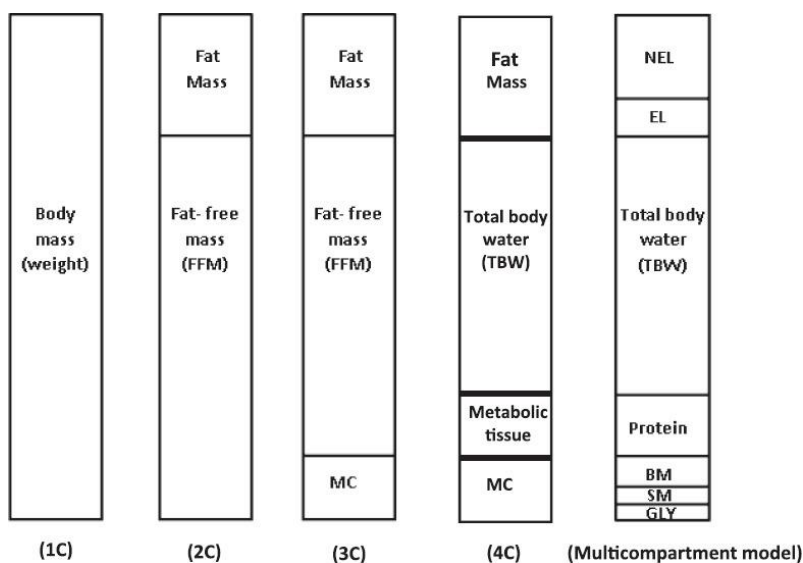 Body
mass
(weight)
(1C)
Fat
Mass
Fat- free
mass
(FFM)
(2C)
Fat
Mass
Fat- free
mass
(FFM)
MC
(3C)
Fat
Mass
Total body
water
(TBW)
Metabolic
tissue
MC
(4C)
NEL
EL
Total body
water
(TBW)
Protein
BM
SM
GLY
(Multicompartment model)